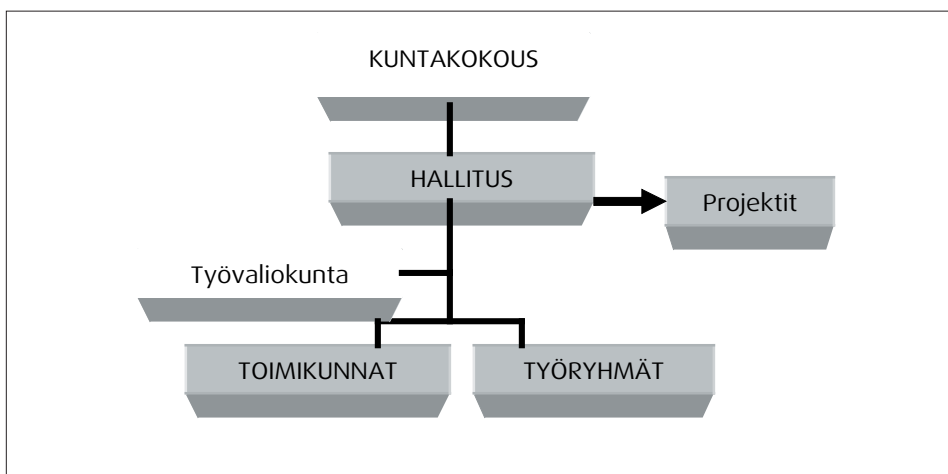 KUNTAKOKOUS
HALLITUS
Projektit
Työvaliokunta
TOIMIKUNNAT
TYÖRYHMÄT